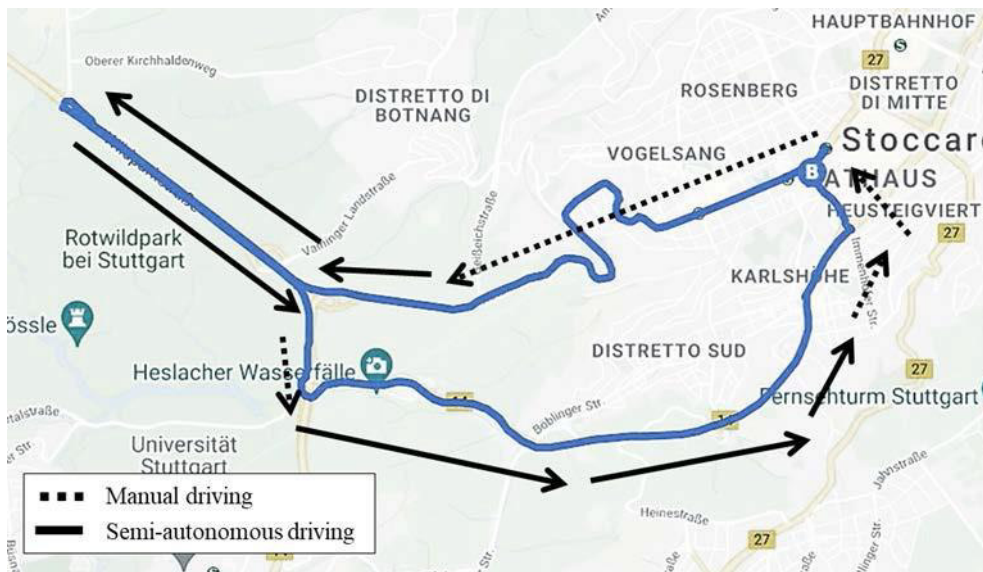 HAUPTBAHNHOF
S
27
Oberer Kirchhaldenweg
ROSENBERG
DISTRETTO
DI MITTE
DISTRETTO DI
BOTNANG
VOGELSANG
B
HEUSTEIGVIERT
27
Vaihinger Landstraße
Rotwildpark
bei Stuttgart
KARLSHÖHE
DISTRETTO SUD
Heslacher Wasserfälle
Böblinger Str.
Fernsehturm Stuttgart
27
Universität
Stuttgart
Jahnstraße
Heinestraße
27
Manual driving
Semi-autonomous driving